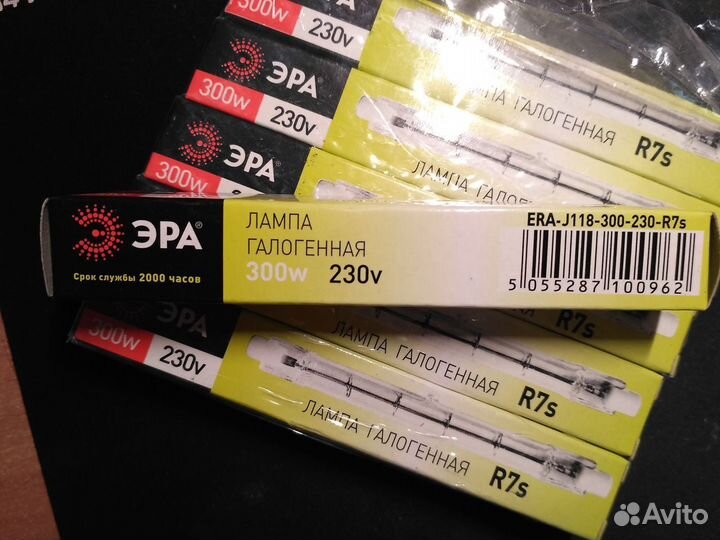 300w
230v
ЭРА
300w
230v
ЛАМПА ГАЛОГЕННАЯ R7s
ЭРА
300w
ЛАМПА ГАЛОГЕННАЯ
ЭРА®
Срок службы 2000 часов
ЛАМПА
ГАЛОГЕННАЯ
300w 230v
ERA-J118-300-230-R7s
5 055287 100962
ЭРА
300w
230v
R7s
ЛАМПА ГАЛОГЕННАЯ R7s
ЛАМПА ГАЛОГЕННАЯ R7s
Avito